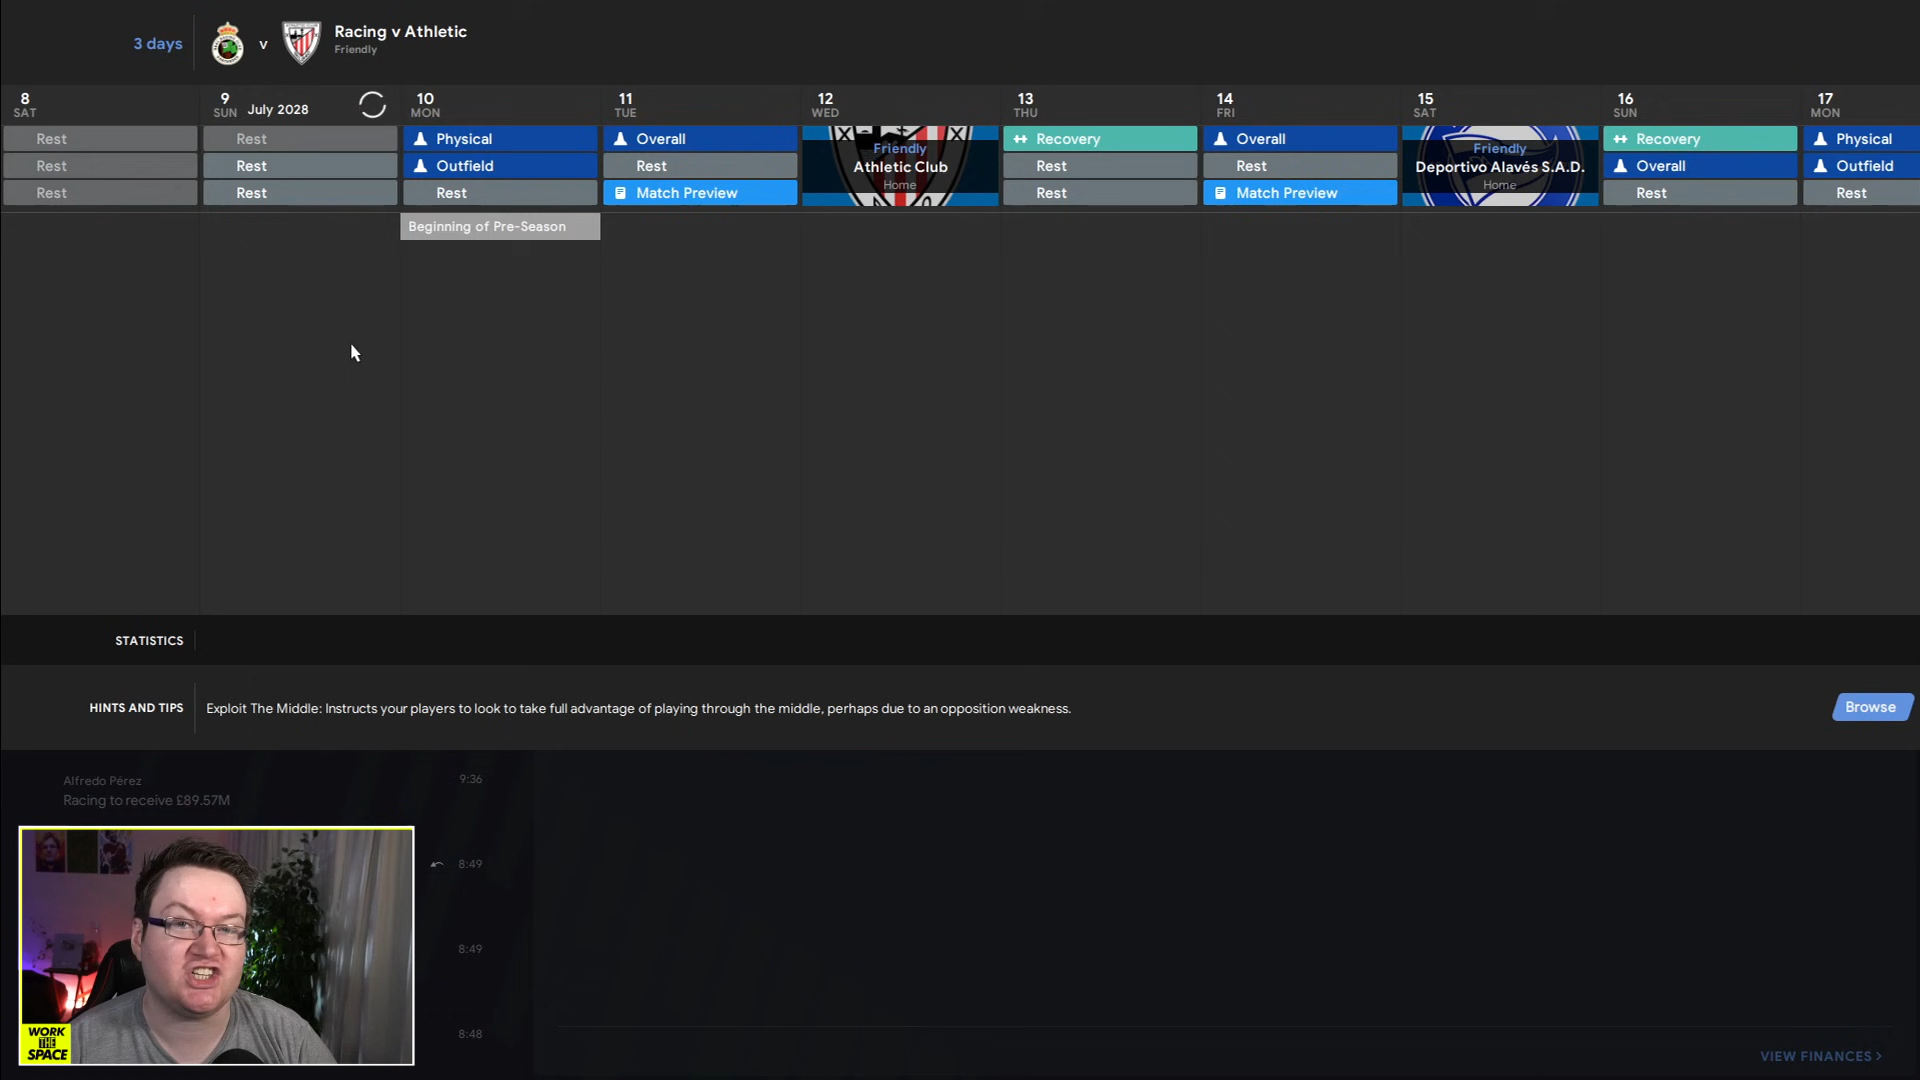 3 days
v
Racing v Athletic
Friendly
8
SAT
9
SUN July 2028
10
MON
11
TUE
12
WED
13
THU
14
FRI
15
SAT
16
SUN
17
MON
Rest
Rest
Physical
Overall
Friendly
Recovery
Overall
Friendly
Recovery
Physical
Rest
Rest
Outfield
Rest
Athletic Club
Rest
Rest
Deportivo Alavés S.A.D.
Overall
Outfield
Rest
Rest
Rest
Match Preview
Home
Rest
Match Preview
Home
Rest
Rest
Beginning of Pre-Season
STATISTICS
HINTS AND TIPS
Exploit The Middle: Instructs your players to look to take full advantage of playing through the middle, perhaps due to an opposition weakness.
Browse
Alfredo Pérez
9:36
Racing to receive £89.57M
8:49
8:49
8:48
WORK
THE
SPACE
VIEW FINANCES >